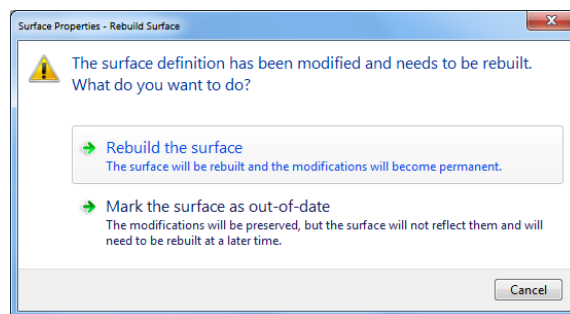 Surface Properties - Rebuild Surface
The surface definition has been modified and needs to be rebuilt.
What do you want to do?
Rebuild the surface
The surface will be rebuilt and the modifications will become permanent.
Mark the surface as out-of-date
The modifications will be preserved, but the surface will not reflect them and will
need to be rebuilt at a later time.
Cancel